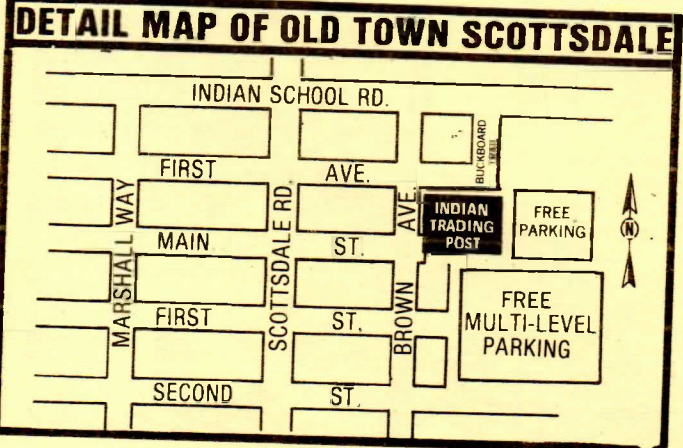 DETAIL MAP OF OLD TOWN SCOTTSDALE
INDIAN SCHOOL RD.
BUCKBOARD TRAIL
FIRST AVE.
MARSHALL WAY
SCOTTSDALE RD.
BROWN AVE.
INDIAN
TRADING
POST
FREE
PARKING
N
MAIN ST.
FREE
MULTI-LEVEL
PARKING
FIRST ST.
SECOND ST.